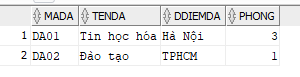 MADA TENDA DDIEMDA PHONG
1 DA01 Tin học hóa Hà Nội 3
2 DA02 Đào tạo TPHCM 1